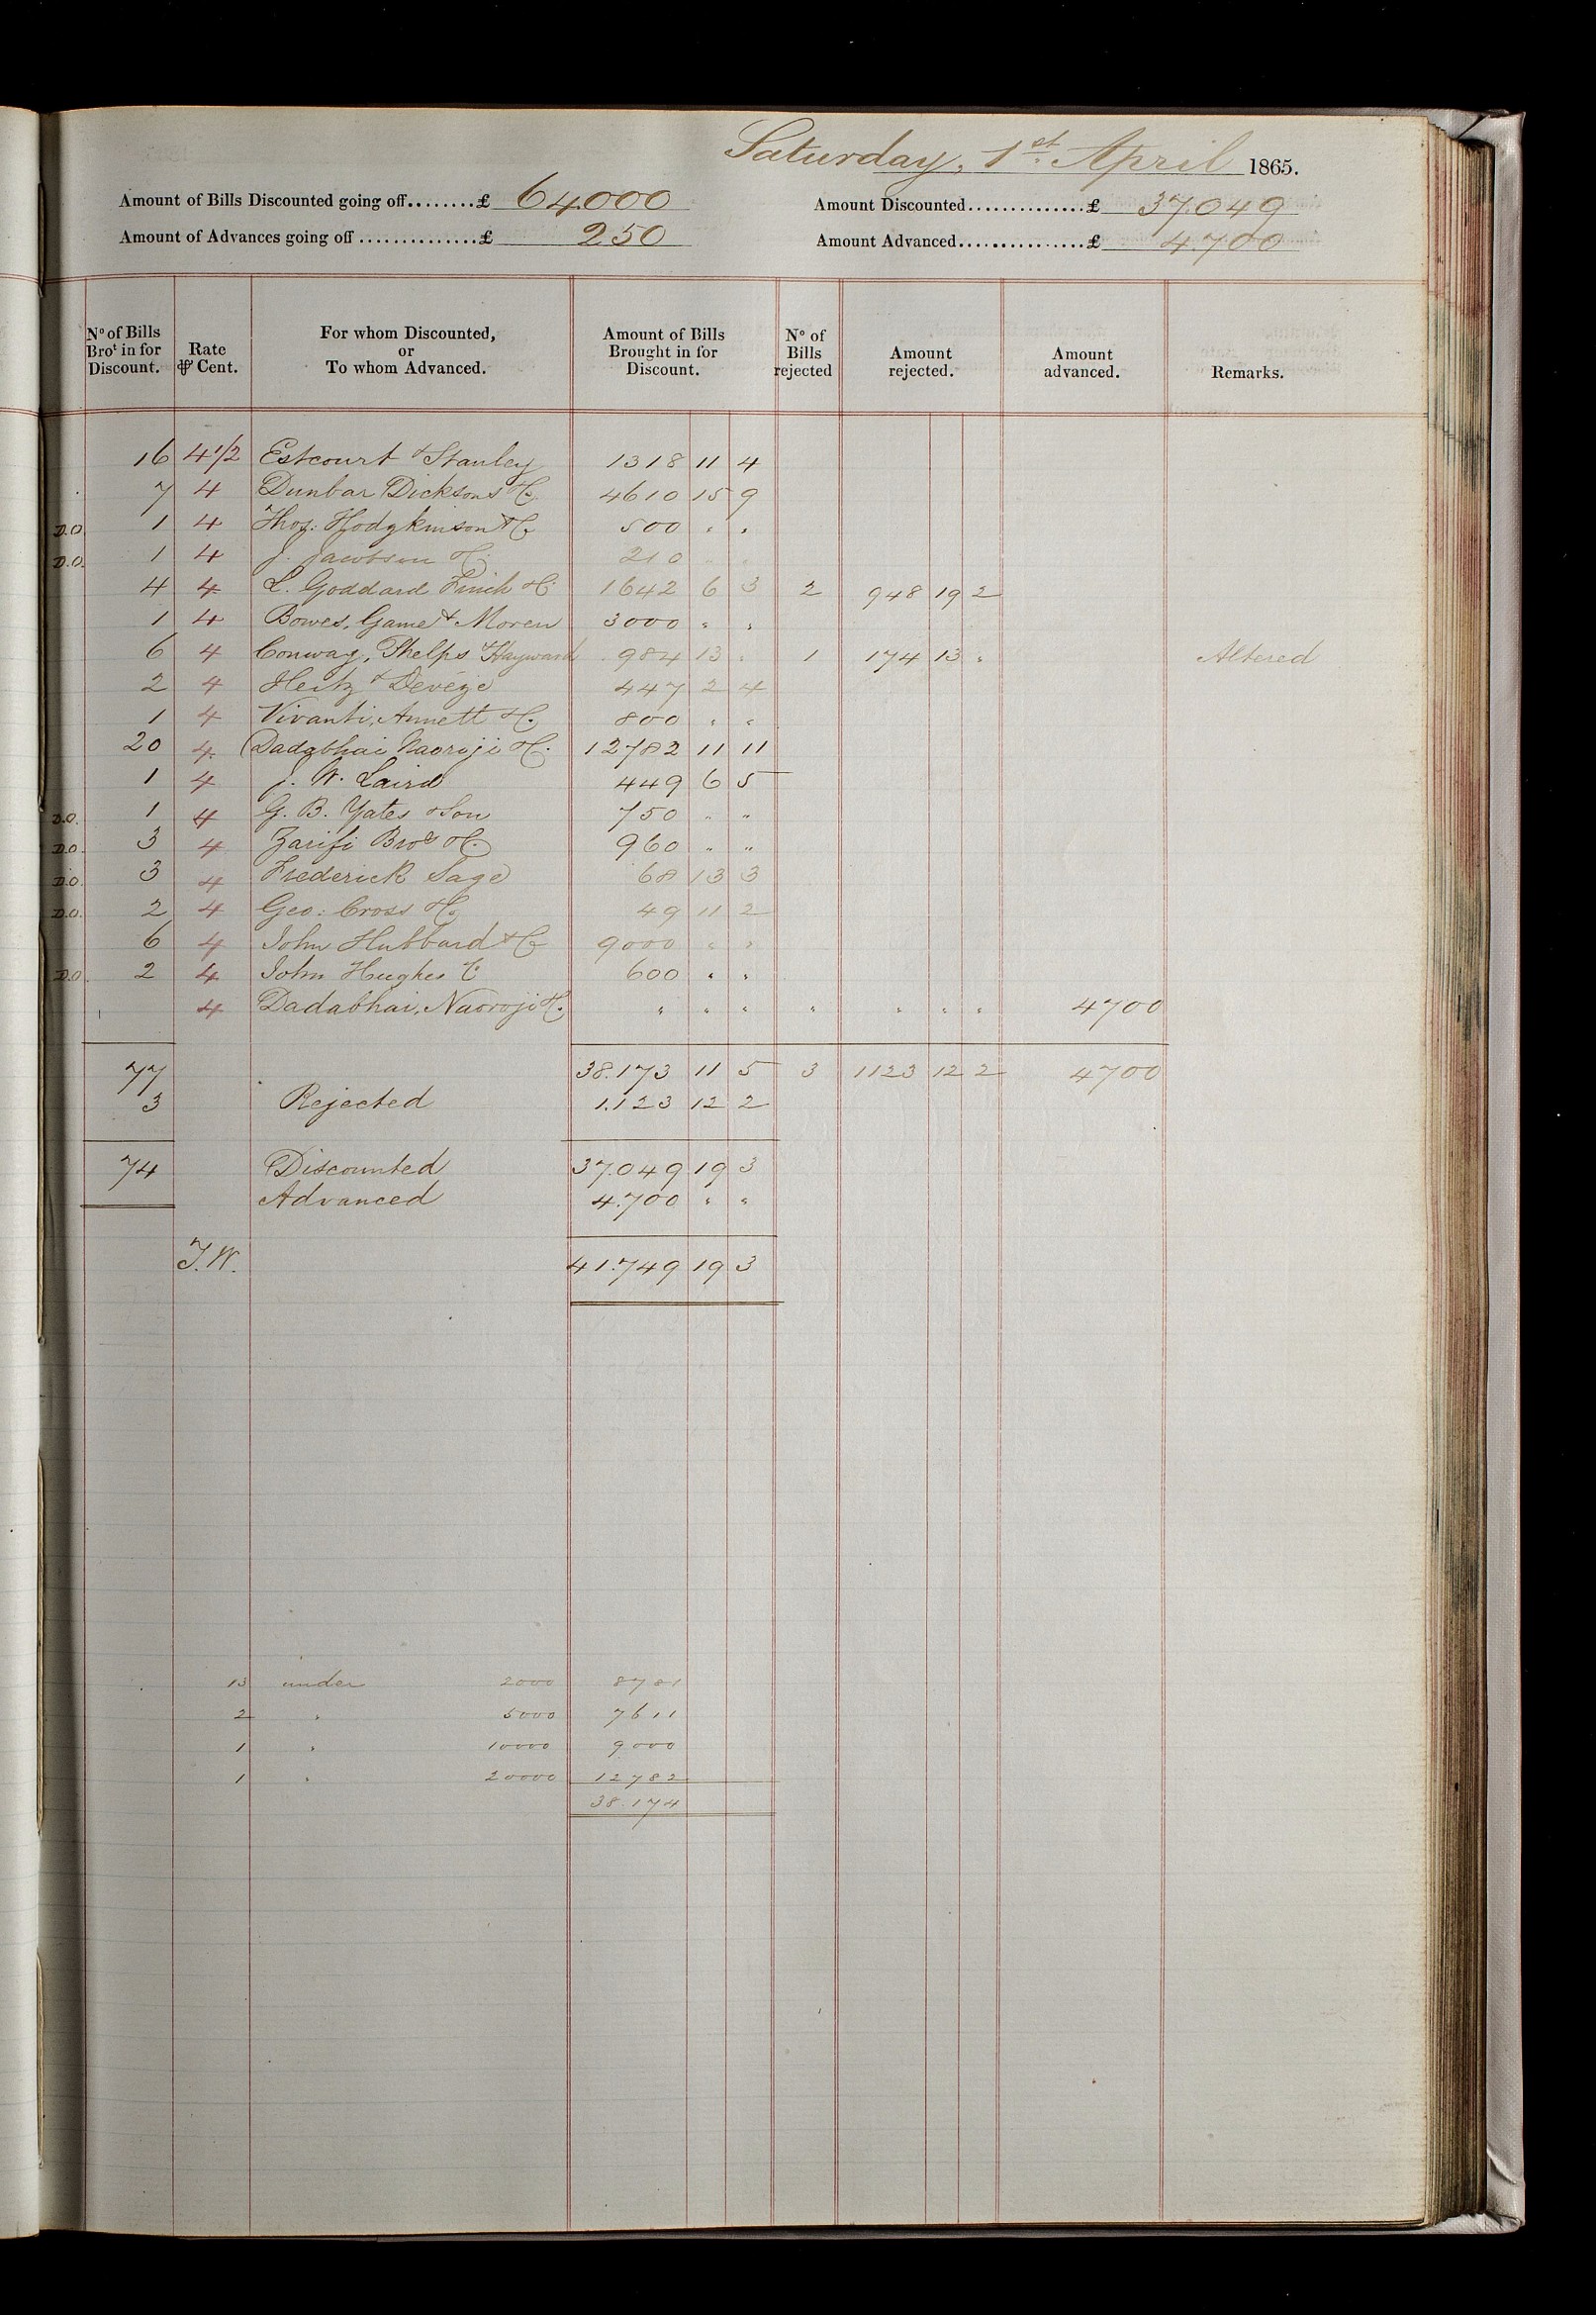 Saturday, 1st April 1865.
Amount of Bills Discounted going off........£ 64.000 Amount Discounted..............£ 37.049
Amount of Advances going off..............£ 250 Amount Advanced...............£ 4.700
No of Bills Brot in for Discount. Rate ⅌ Cent. For whom Discounted, or To whom Advanced. Amount of Bills Brought in for Discount. No of Bills rejected Amount rejected. Amount advanced. Remarks.
16 4 1/2 Estcourt & Stanley 1318 11 4
7 4 Dunbar Dicksons & Co. 4610 15 9
D.O. 1 4 Thos: Hodgkinson & Co 500 " "
D.O. 1 4 J. Jacobson & Co. 210 " "
4 4 L. Goddard Finch & Co 1642 6 3 2 948 19 2
1 4 Bowes, Game & Moren 3000 " "
6 4 Conway, Phelps & Hayward 984 13 " 1 174 13 " Altered
2 4 Heitz & Devéze 447 2 4
1 4 Vivanti, Annett & Co. 800 " "
20 4 Dadabhai Naoroji & Co. 12782 11 11
1 4 J. W. Laird 449 6 5
D.O. 1 4 G. B. Yates & Son 750 " "
D.O. 3 4 Zarifi Bros & Co. 960 " "
D.O. 3 4 Frederick Sage 68 13 3
D.O. 2 4 Geo: Cross & Co 49 11 2
6 4 John Hubbard & Co 9000 " "
D.O. 2 4 John Hughes & Co 600 " "
4 Dadabhai, Naoroji & Co. " " " " " " " 4700
77 38.173 11 5 3 1123 12 2 4700
3 Rejected 1.123 12 2
74 Discounted 37.049 19 3
Advanced 4.700 " "
T.W. 41.749 19 3
13 under 2000 8781
2 " 5000 7611
1 " 10000 9000
1 " 20000 12782
38.174